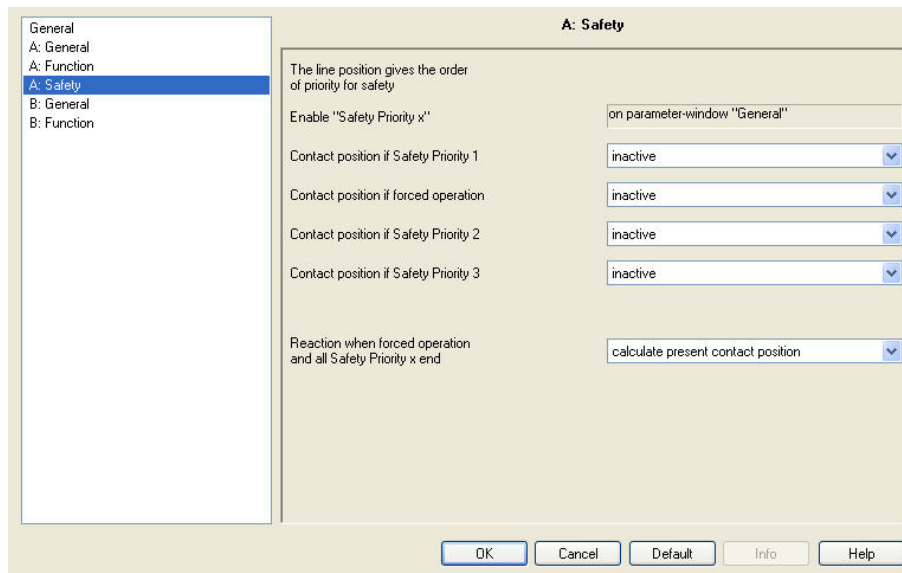 General
A: General
A: Function
A: Safety
B: General
B: Function
A: Safety
The line position gives the order
of priority for safety
Enable "Safety Priority x"
on parameter-window "General"
Contact position if Safety Priority 1
inactive
Contact position if forced operation
inactive
Contact position if Safety Priority 2
inactive
Contact position if Safety Priority 3
inactive
Reaction when forced operation
and all Safety Priority x end
calculate present contact position
OK
Cancel
Default
Info
Help